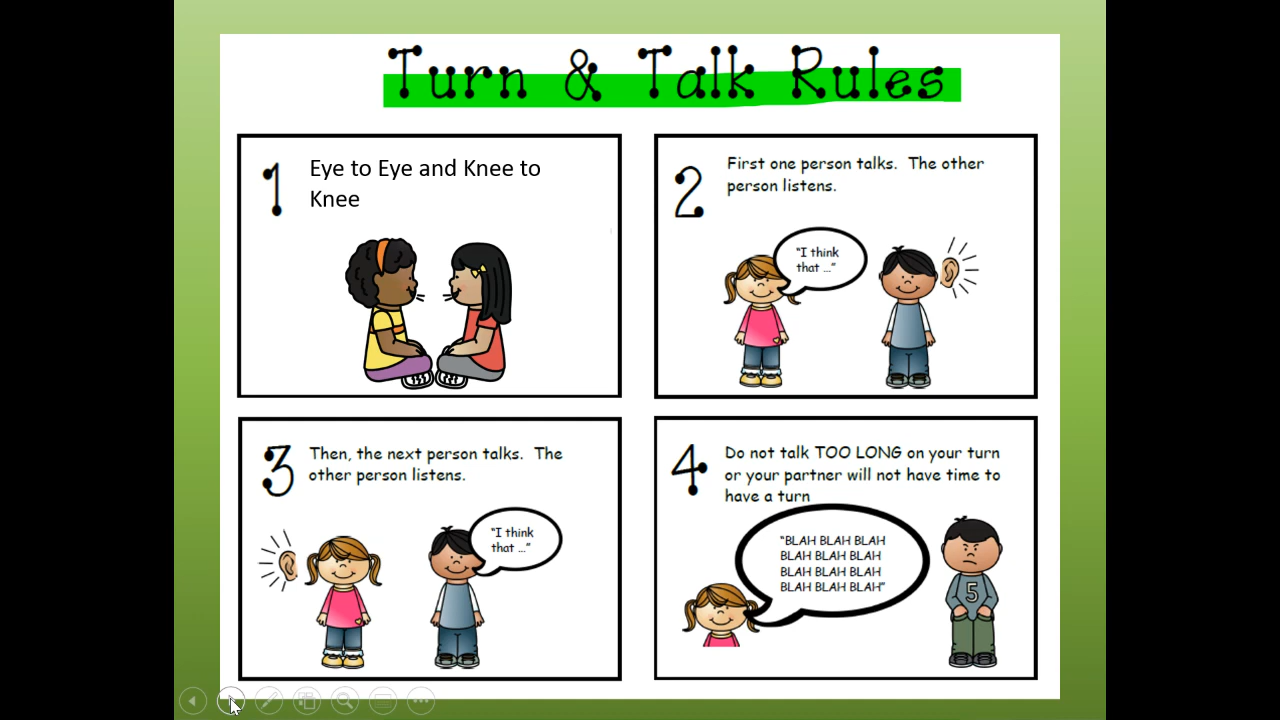 Turn & Talk Rules
1
Eye to Eye and Knee to
Knee
2
First one person talks. The other
person listens.
"I think
that ..."
3
Then, the next person talks. The
other person listens.
"I think
that ..."
4
Do not talk TOO LONG on your turn
or your partner will not have time to
have a turn
"BLAH BLAH BLAH
BLAH BLAH BLAH
BLAH BLAH BLAH
BLAH BLAH BLAH"
5